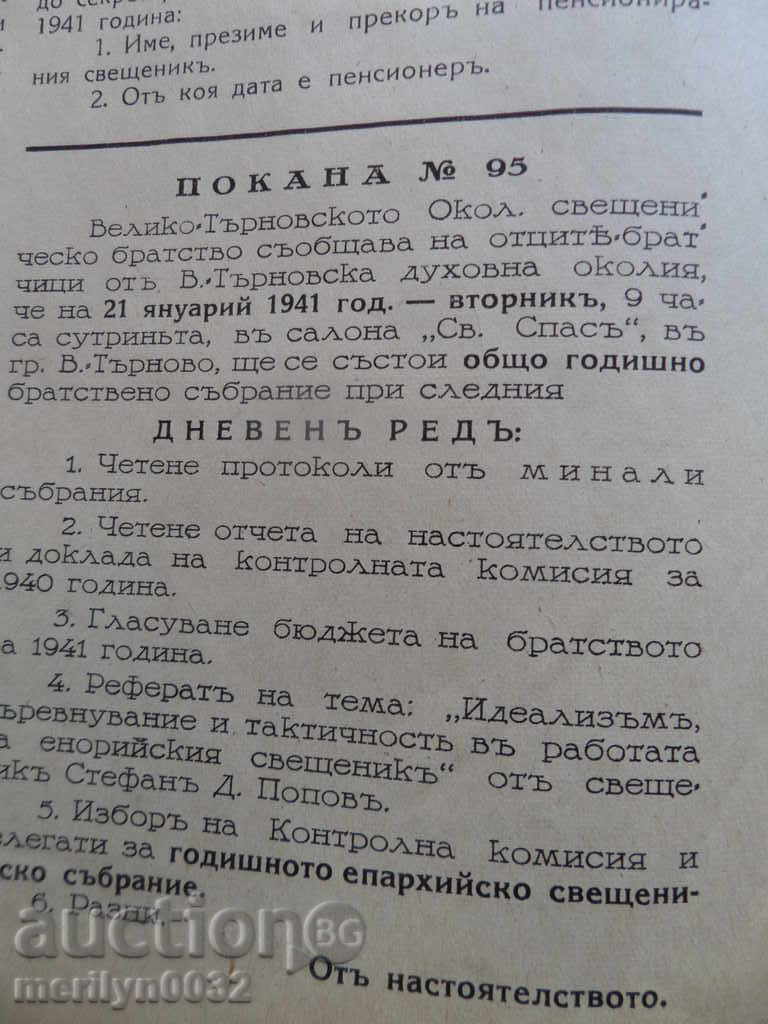 до
1941 година:
1. Име, презиме и прекоръ на пенсионира-
ния свещеникъ.
2. Отъ коя дата е пенсионеръ.
ПОКАНА № 95
Велико-Търновското Окол. свещени
ческо братство съобщава на отцитѣ-брат
чици отъ В.-Търновска духовна околия,
че на 21 януарий 1941 год. — вторникъ, 9 ча-
са сутриньта, въ салона „Св. Спасъ“, въ
гр. В.-Търново, ще се състои общо годишно
братствено събрание при следния
ДНЕВЕНЪ РЕДЪ:
1. Четене протоколи отъ минали
събрания.
2. Четене отчета на настоятелството
и доклада на контролната комисия за
1940 година.
3. Гласуване бюджета на братството
а 1941 година.
4. Рефератъ на тема: „Идеализъмъ,
ъревнуване и тактичность въ работата
а енорийския свещеникъ“ отъ свеще-
икъ Стефанъ Д. Поповъ.
5. Изборъ на Контролна комисия и
легати за годишното епархийско свещени-
ско събрание.
6. Разни.—
Отъ настоятелството.
auctionBG
merilyn0032